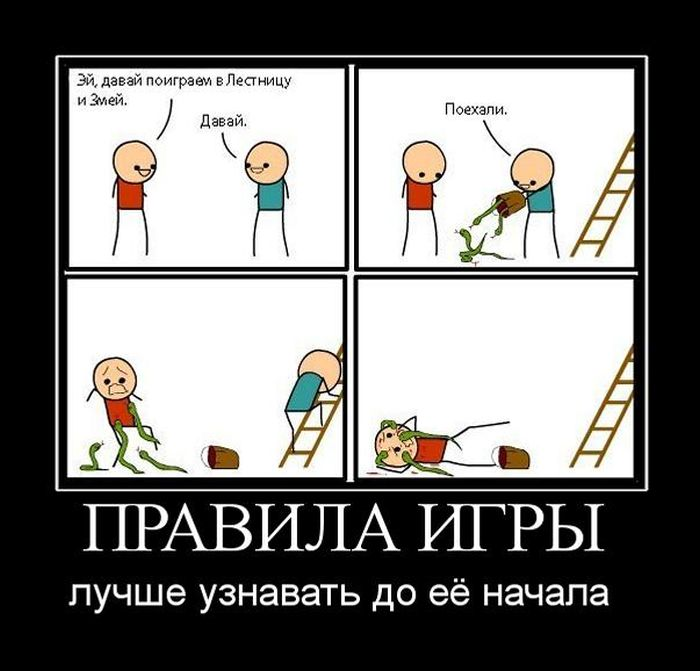 Эй, давай поиграем в Лестницу
и Змей.
Давай.
Поехали.
ПРАВИЛА ИГРЫ
лучше узнавать до её начала